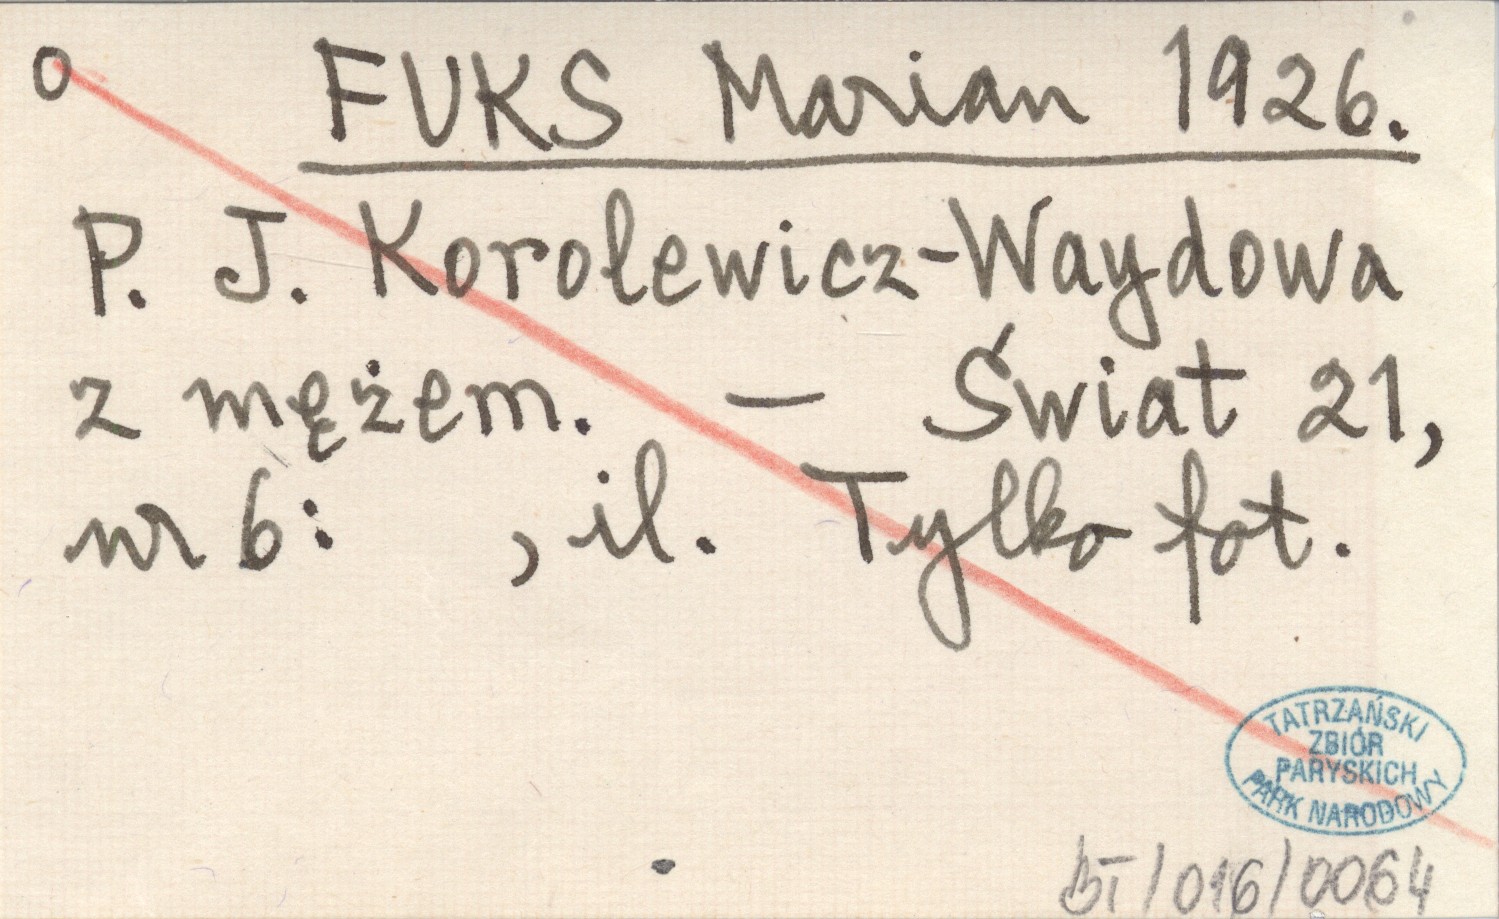 o FUKS Marian 1926.
P. J. Korolewicz-Waydowa
z mężem. — Świat 21,
nr 6: , il. Tylko fot.
TATRZAŃSKI
ZBIÓR
PARYSKICH
PARK NARODOWY
BT/016/0064